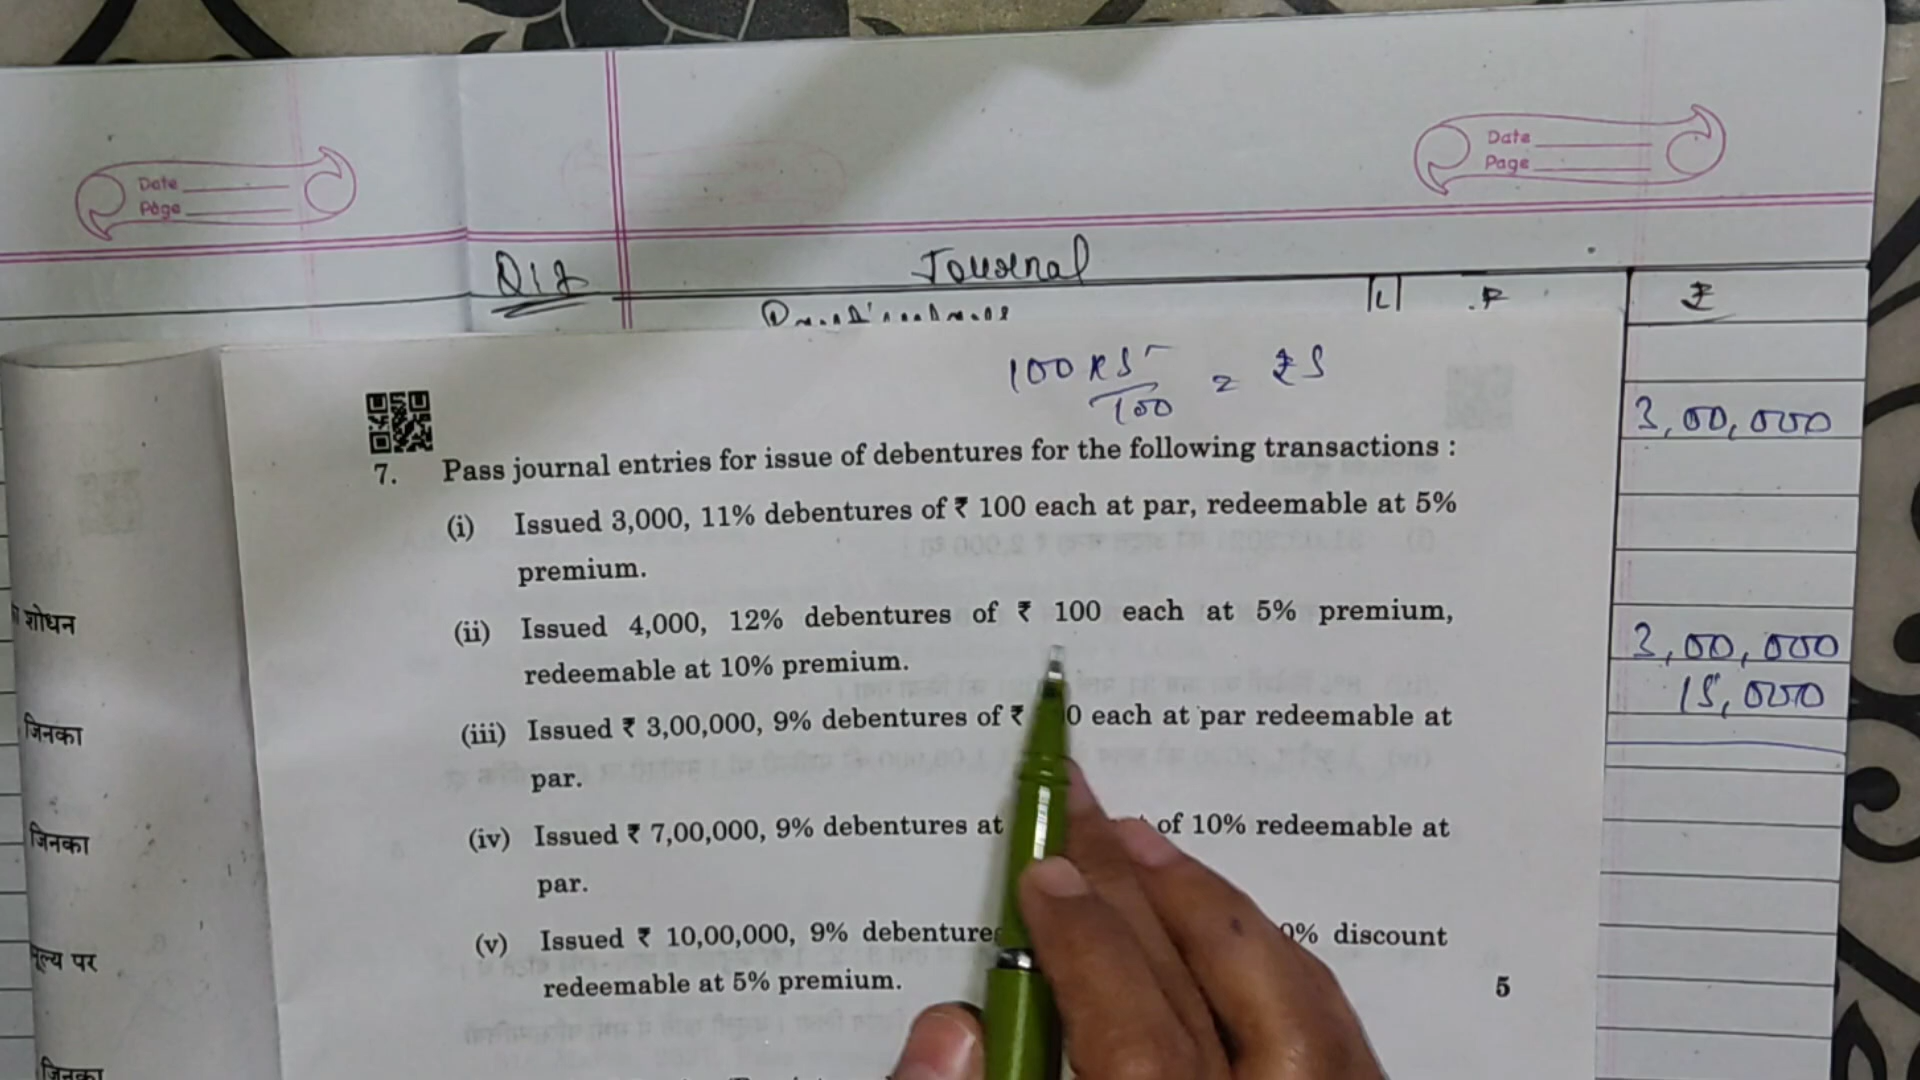 Date
Page
Date
Page
Journal
L
₹
100 x 5
100
= ₹5
3,00,000
7. Pass journal entries for issue of debentures for the following transactions :
(i) Issued 3,000, 11% debentures of ₹ 100 each at par, redeemable at 5%
premium.
(ii) Issued 4,000, 12% debentures of ₹ 100 each at 5% premium,
redeemable at 10% premium.
(iii) Issued ₹ 3,00,000, 9% debentures of ₹ 0 each at par redeemable at
par.
(iv) Issued ₹ 7,00,000, 9% debentures at of 10% redeemable at
par.
(v) Issued ₹ 10,00,000, 9% debenture 0% discount
redeemable at 5% premium.
5
3,00,000
15,000
शोधन
जिनका
जिनका
मूल्य पर
जिनका